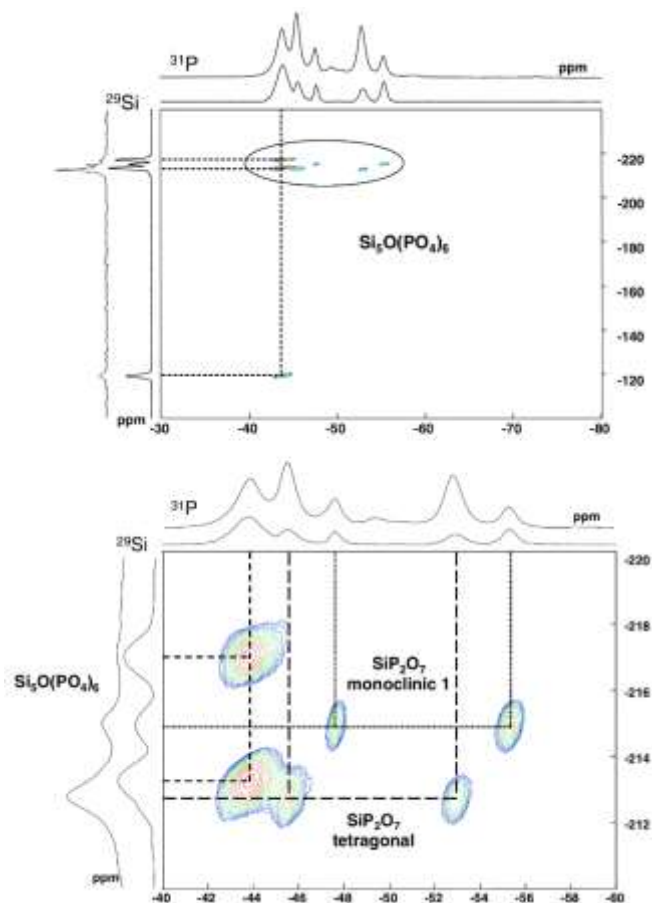 31P
ppm
29Si
-220
-200
Si5O(PO4)6
-180
-160
-140
-120
ppm
-30 -40 -50 -60 -70 -80
31P
ppm
29Si
-220
-218
SiP2O7
monoclinic 1
Si5O(PO4)6
-216
-214
SiP2O7
tetragonal
-212
ppm
-40 -42 -44 -46 -48 -50 -52 -54 -56 -58 -60